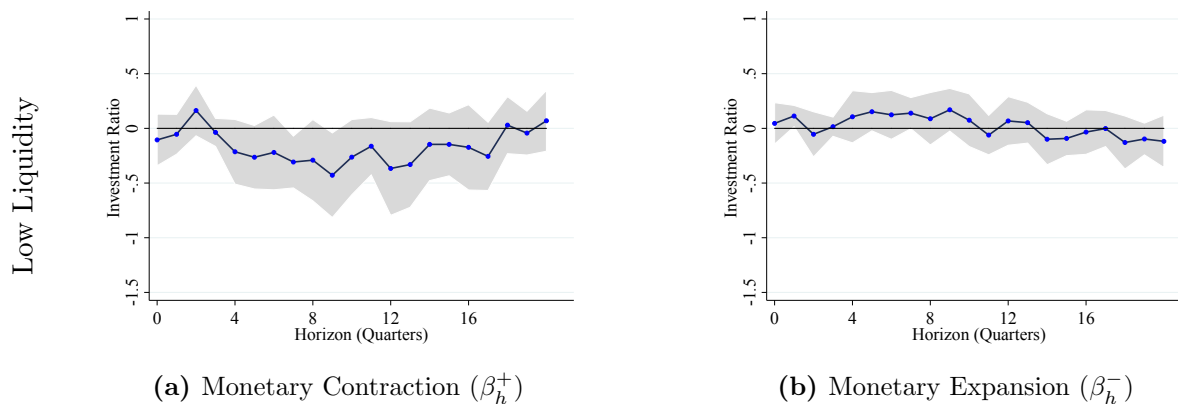 Low Liquidity
Investment Ratio
1
.5
0
-.5
-1
-1.5
0 4 8 12 16
Horizon (Quarters)
(a) Monetary Contraction (β_h^+)
Investment Ratio
1
.5
0
-.5
-1
-1.5
0 4 8 12 16
Horizon (Quarters)
(b) Monetary Expansion (β_h^-)